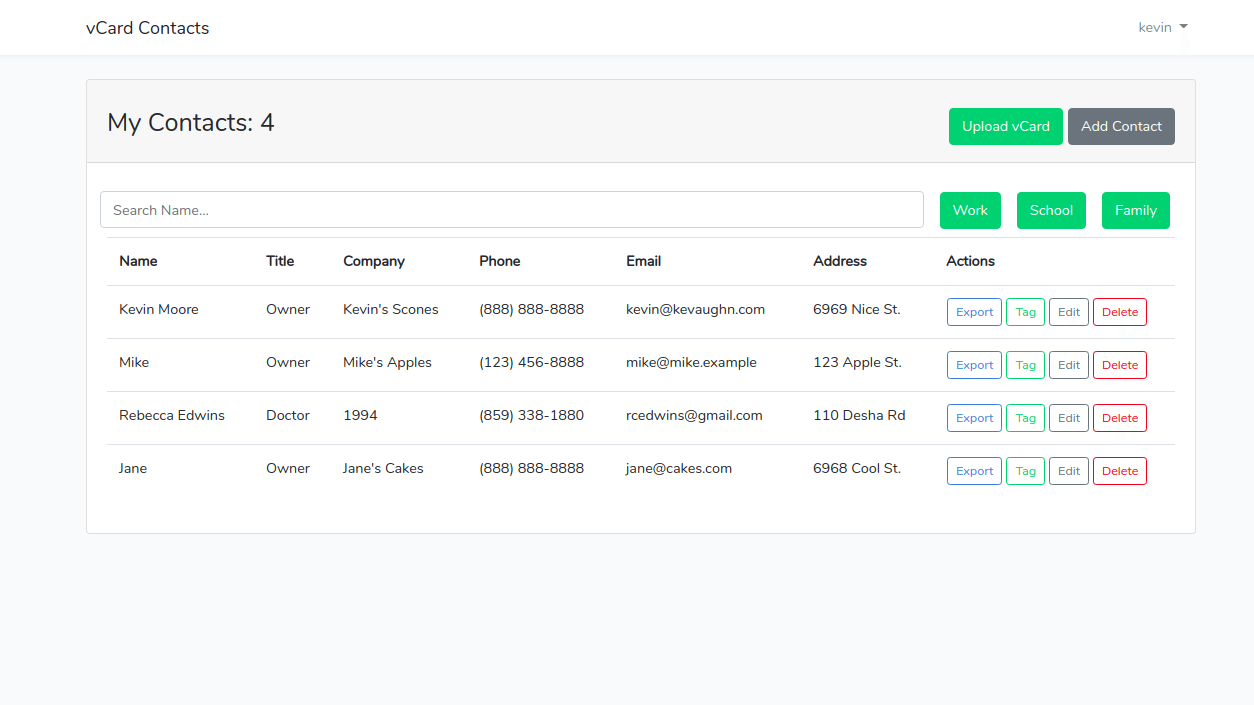 vCard Contacts kevin
My Contacts: 4 Upload vCard Add Contact
Search Name... Work School Family
Name Title Company Phone Email Address Actions
Kevin Moore Owner Kevin's Scones (888) 888-8888 kevin@kevaughn.com 6969 Nice St. Export Tag Edit Delete
Mike Owner Mike's Apples (123) 456-8888 mike@mike.example 123 Apple St. Export Tag Edit Delete
Rebecca Edwins Doctor 1994 (859) 338-1880 rcedwins@gmail.com 110 Desha Rd Export Tag Edit Delete
Jane Owner Jane's Cakes (888) 888-8888 jane@cakes.com 6968 Cool St. Export Tag Edit Delete